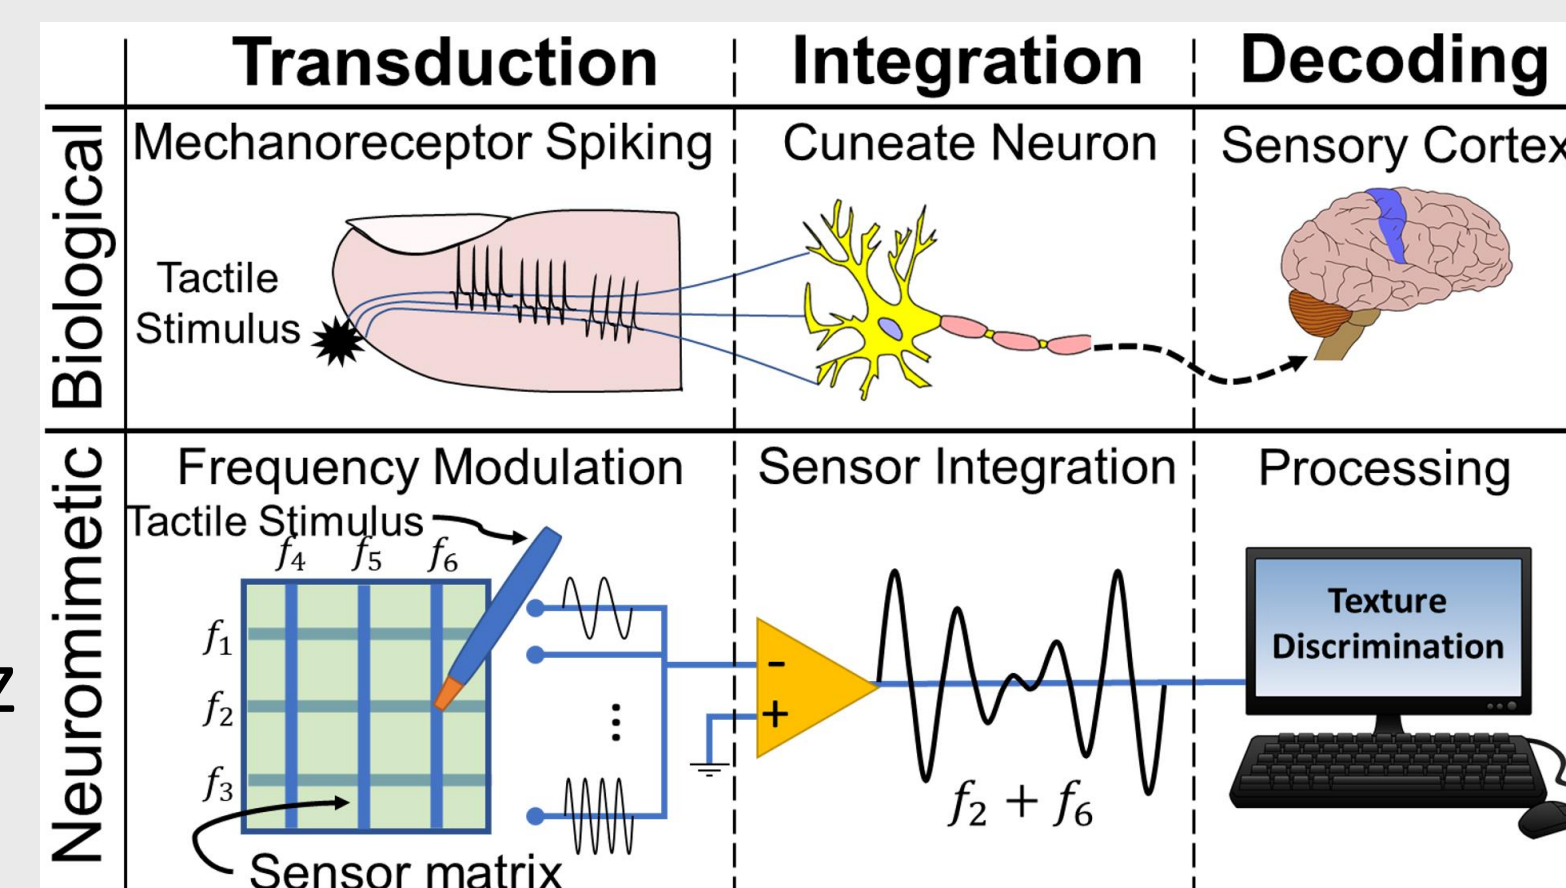 Transduction
Integration
Decoding
Biological
Mechanoreceptor Spiking
Cuneate Neuron
Sensory Cortex
Tactile
Stimulus
Neuromimetic
Frequency Modulation
Sensor Integration
Processing
Tactile Stimulus
f₄ f₅ f₆
f₁
f₂
f₃
-
+
f₂ + f₆
Texture
Discrimination
Sensor matrix
z